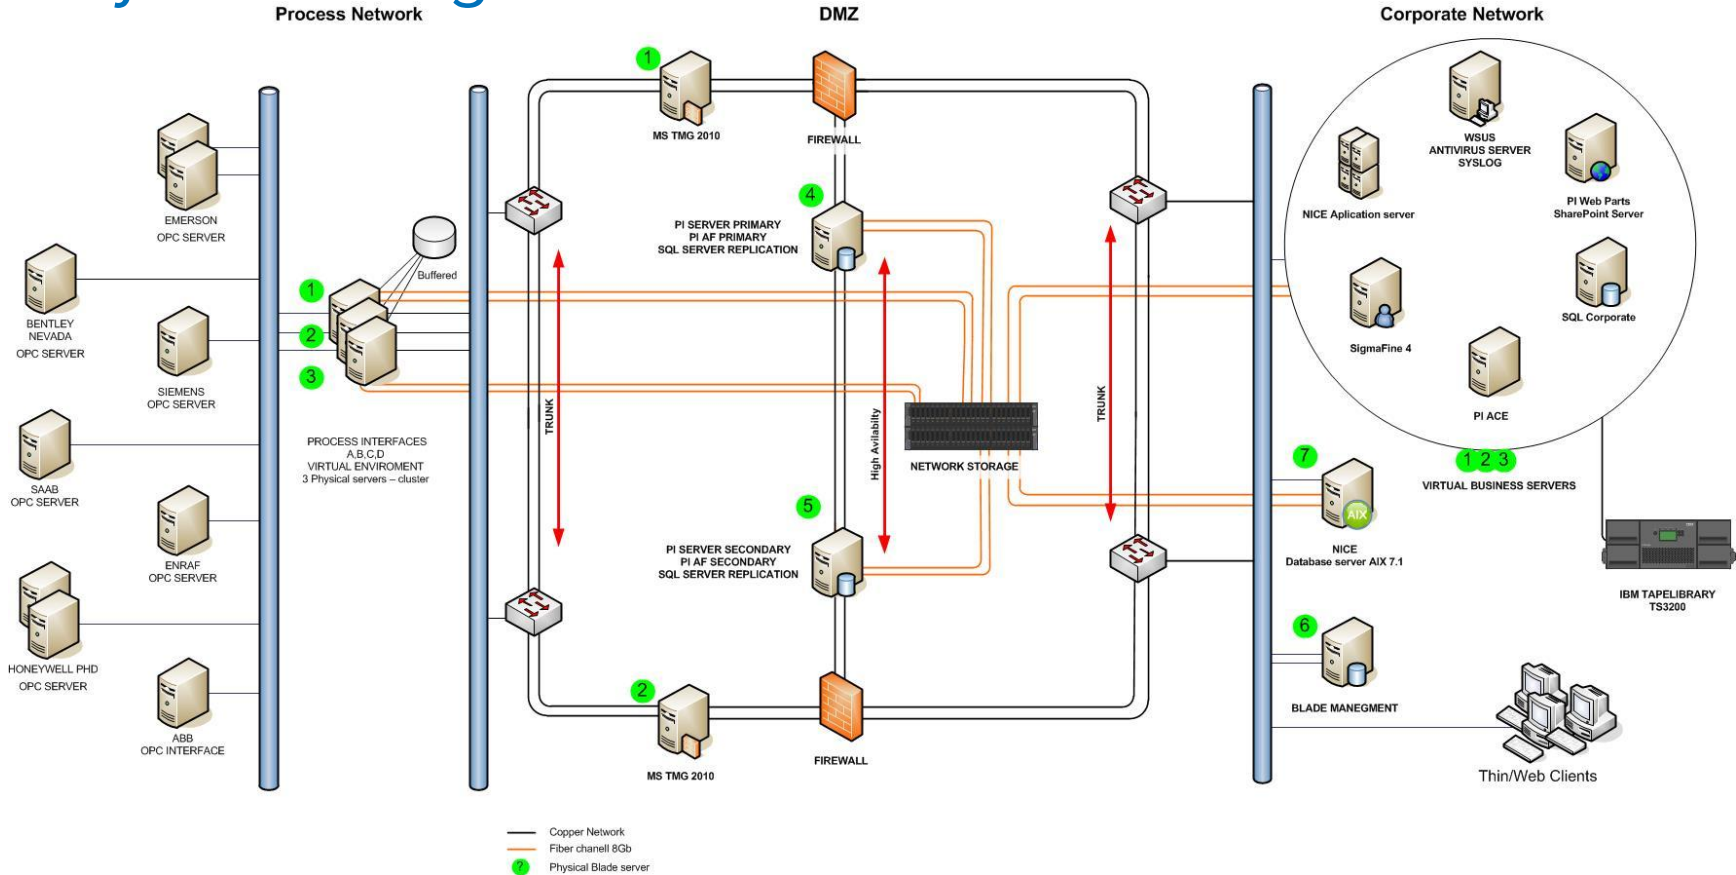 Process Network
DMZ
Corporate Network
1
MS TMG 2010
FIREWALL
WSUS
ANTIVIRUS SERVER
SYSLOG
NICE Aplication server
PI Web Parts
SharePoint Server
EMERSON
OPC SERVER
4
PI SERVER PRIMARY
PI AF PRIMARY
SQL SERVER REPLICATION
Buffered
1
2
3
BENTLEY
NEVADA
OPC SERVER
SigmaFine 4
SQL Corporate
SIEMENS
OPC SERVER
TRUNK
High Avilabilty
TRUNK
PI ACE
PROCESS INTERFACES
A,B,C,D
VIRTUAL ENVIROMENT
3 Physical servers – cluster
NETWORK STORAGE
7
1 2 3
VIRTUAL BUSINESS SERVERS
SAAB
OPC SERVER
5
AIX
NICE
Database server AIX 7.1
PI SERVER SECONDARY
PI AF SECONDARY
SQL SERVER REPLICATION
ENRAF
OPC SERVER
IBM TAPELIBRARY
TS3200
6
HONEYWELL PHD
OPC SERVER
2
BLADE MANEGMENT
ABB
OPC INTERFACE
MS TMG 2010
FIREWALL
Thin/Web Clients
Copper Network
Fiber chanell 8Gb
? Physical Blade server